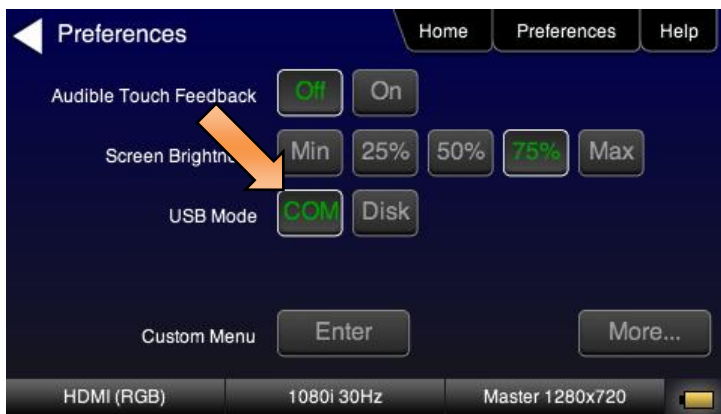 Preferences Home Preferences Help
Audible Touch Feedback Off On
Screen Min 25% 50% 75% Max
USB Mode COM Disk
Custom Menu Enter More...
HDMI (RGB) 1080i 30Hz Master 1280x720